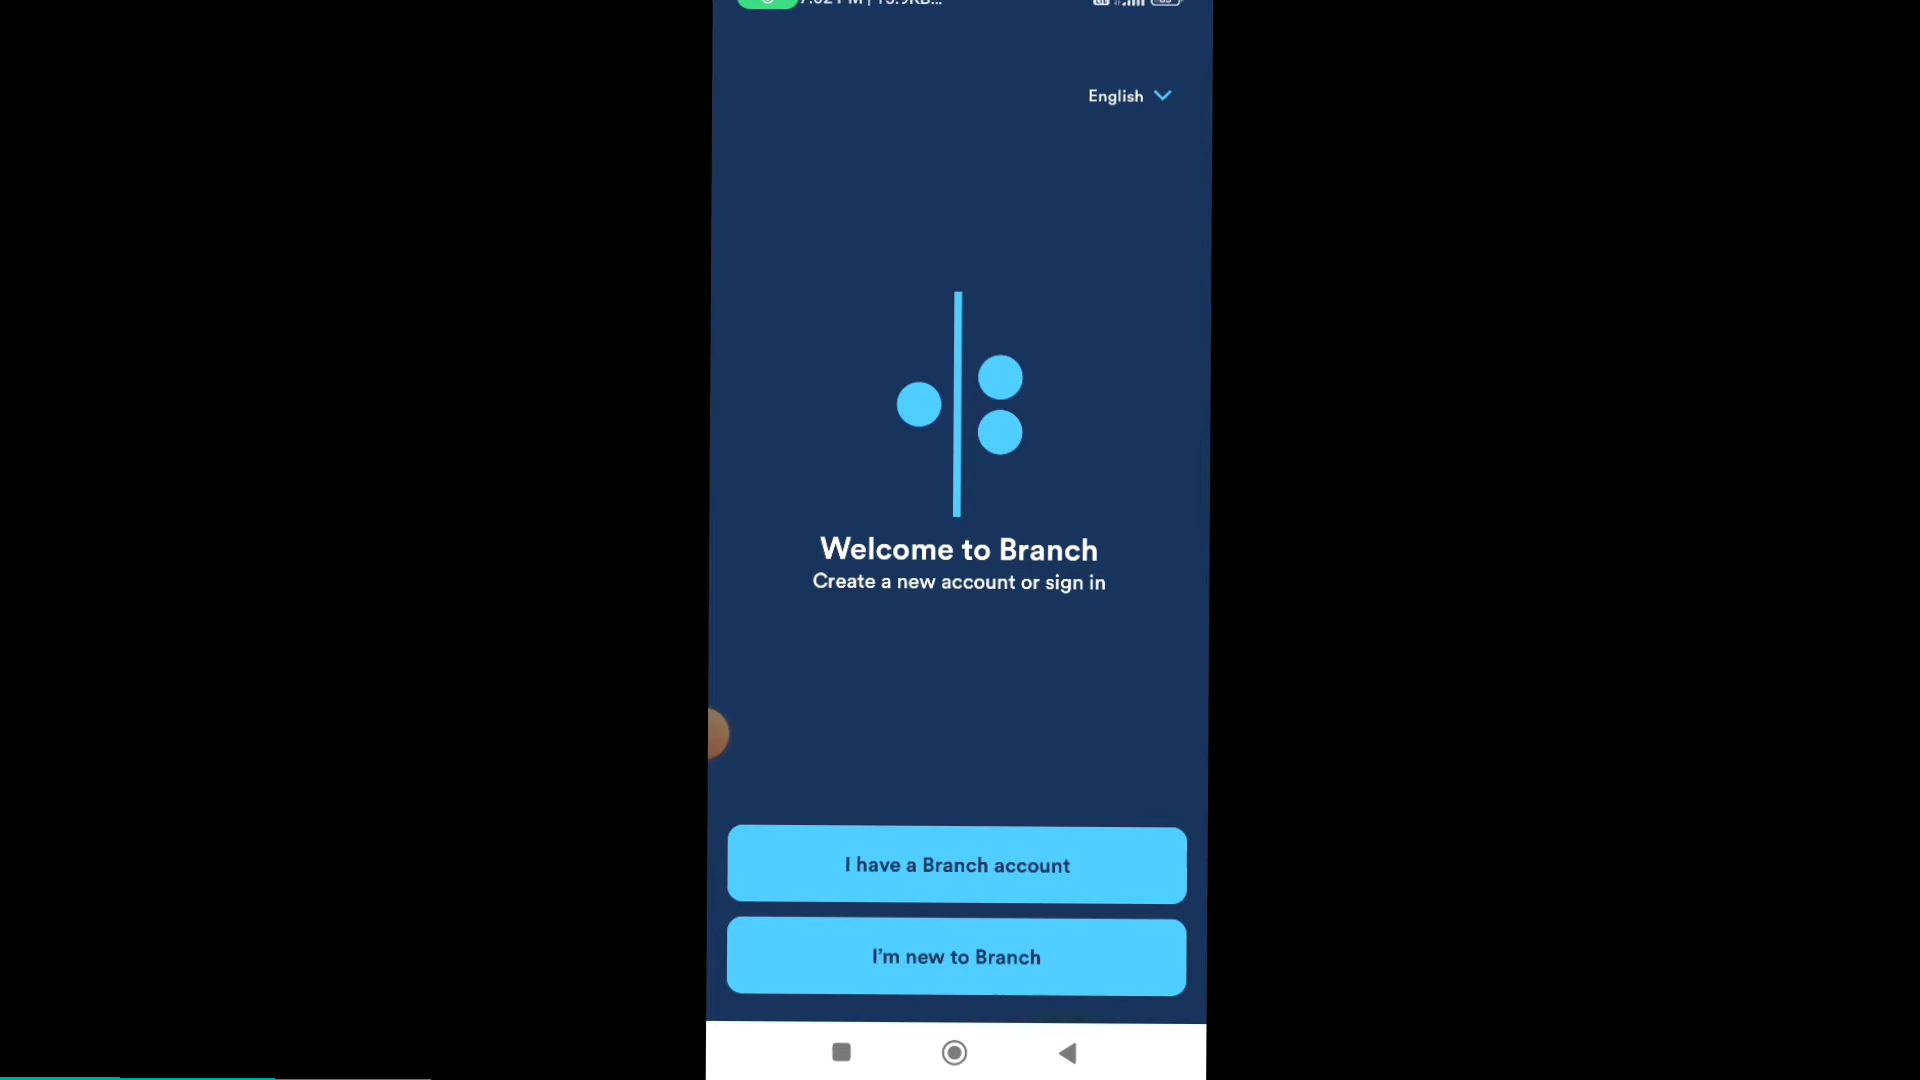 English
Welcome to Branch
Create a new account or sign in
I have a Branch account
I'm new to Branch